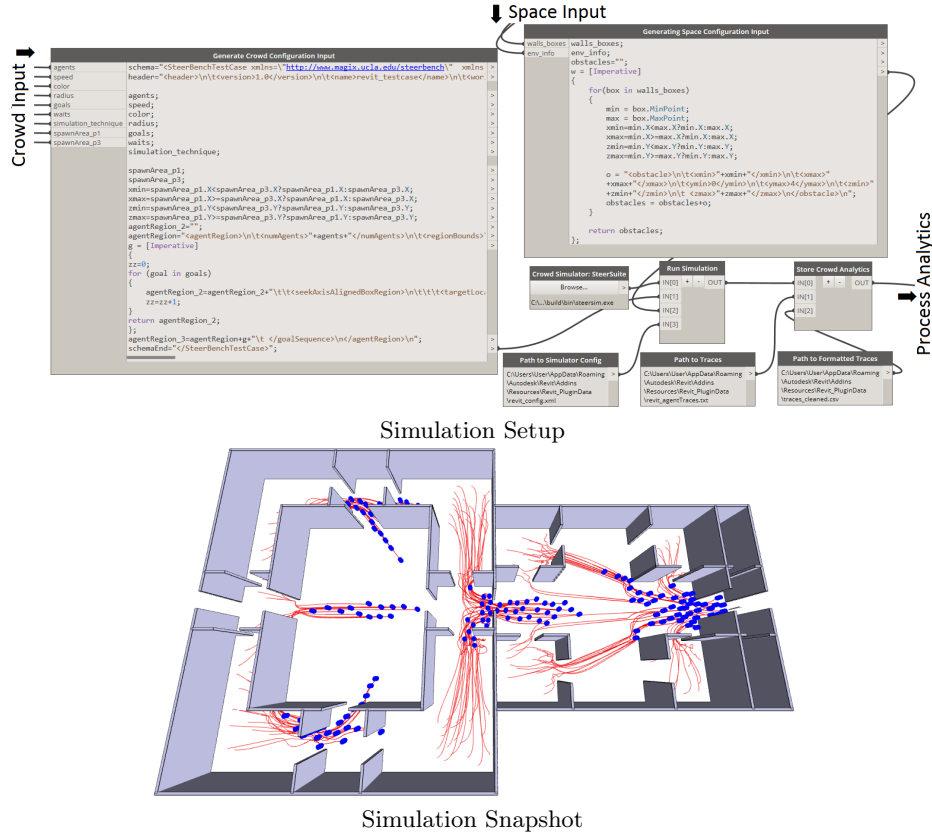 Space Input
Crowd Input
Generate Crowd Configuration Input
agents
speed
color
radius
goals
waits
simulation_technique
spawnArea_p1
spawnArea_p3
schema="<SteerBenchTestCase xmlns=\"http://www.magix.ucla.edu/steerbench\" xmlns
header="<header>\n\t<version>1.0</version>\n\t<name>revit_testcase</name>\n\t<wor
agents;
speed;
color;
radius;
goals;
waits;
simulation_technique;
spawnArea_p1;
spawnArea_p3;
xmin=spawnArea_p1.X<spawnArea_p3.X?spawnArea_p1.X:spawnArea_p3.X;
xmax=spawnArea_p1.X>=spawnArea_p3.X?spawnArea_p1.X:spawnArea_p3.X;
zmin=spawnArea_p1.Y<spawnArea_p3.Y?spawnArea_p1.Y:spawnArea_p3.Y;
zmax=spawnArea_p1.Y>=spawnArea_p3.Y?spawnArea_p1.Y:spawnArea_p3.Y;
agentRegion_2="";
agentRegion="<agentRegion>\n\t<numAgents>"+agents+"</numAgents>\n\t<regionBounds>
g = [Imperative]
{
zz=0;
for (goal in goals)
{
agentRegion_2=agentRegion_2+"\t\t<seekAxisAlignedBoxRegion>\n\t\t\t<targetLoca
zz=zz+1;
}
return agentRegion_2;
};
agentRegion_3=agentRegion+g+"\t </goalSequence>\n</agentRegion>\n";
schemaEnd="</SteerBenchTestCase>";
Generating Space Configuration Input
walls_boxes
env_info
walls_boxes;
env_info;
obstacles="";
w = [Imperative]
{
for(box in walls_boxes)
{
min = box.MinPoint;
max = box.MaxPoint;
xmin=min.X<max.X?min.X:max.X;
xmax=min.X>=max.X?min.X:max.X;
zmin=min.Y<max.Y?min.Y:max.Y;
zmax=min.Y>=max.Y?min.Y:max.Y;
o = "<obstacle>\n\t<xmin>"+xmin+"</xmin>\n\t<xmax>"
+xmax+"</xmax>\n\t<ymin>0</ymin>\n\t<ymax>4</ymax>\n\t<zmin>"
+zmin+"</zmin>\n\t <zmax>"+zmax+"</zmax>\n</obstacle>\n";
obstacles = obstacles+o;
}
return obstacles;
};
Crowd Simulator: SteerSuite
Browse...
C:\...\build\bin\steersim.exe
Run Simulation
IN[0] + - OUT
IN[1]
IN[2]
IN[3]
Store Crowd Analytics
IN[0] + - OUT
IN[1]
IN[2]
Process Analytics
Path to Simulator Config
C:\Users\User\AppData\Roaming
\Autodesk\Revit\Addins
\Resources\Revit_PluginData
\revit_config.xml
Path to Traces
C:\Users\User\AppData\Roaming
\Autodesk\Revit\Addins
\Resources\Revit_PluginData
\revit_agentTraces.txt
Path to Formatted Traces
C:\Users\User\AppData\Roaming
\Autodesk\Revit\Addins
\Resources\Revit_PluginData
\traces_cleaned.csv
Simulation Setup
Simulation Snapshot